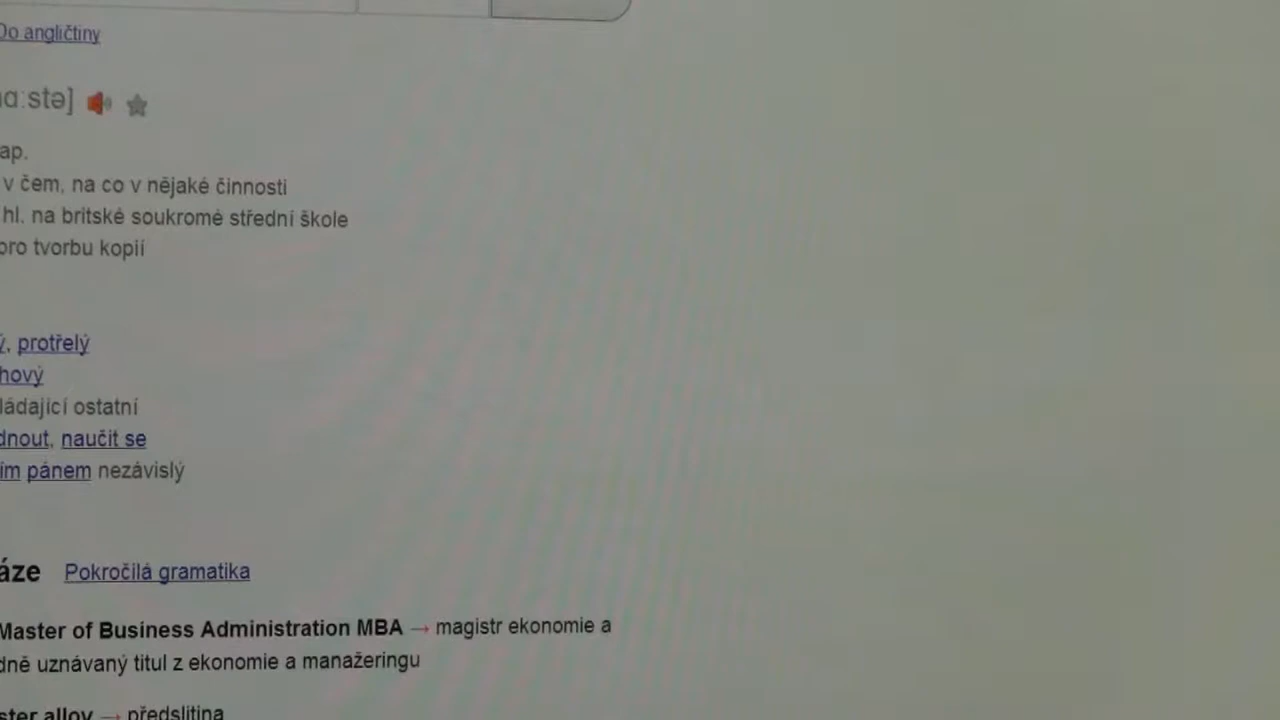 Do angličtiny
ɑːstə]
ap.
v čem, na co v nějaké činnosti
hl. na britské soukromé střední škole
pro tvorbu kopií
ý, protřelý
hový
ládající ostatní
dnout, naučit se
ím pánem nezávislý
áze Pokročilá gramatika
Master of Business Administration MBA → magistr ekonomie a
dně uznávaný titul z ekonomie a manažeringu
ster alloy → předslitina